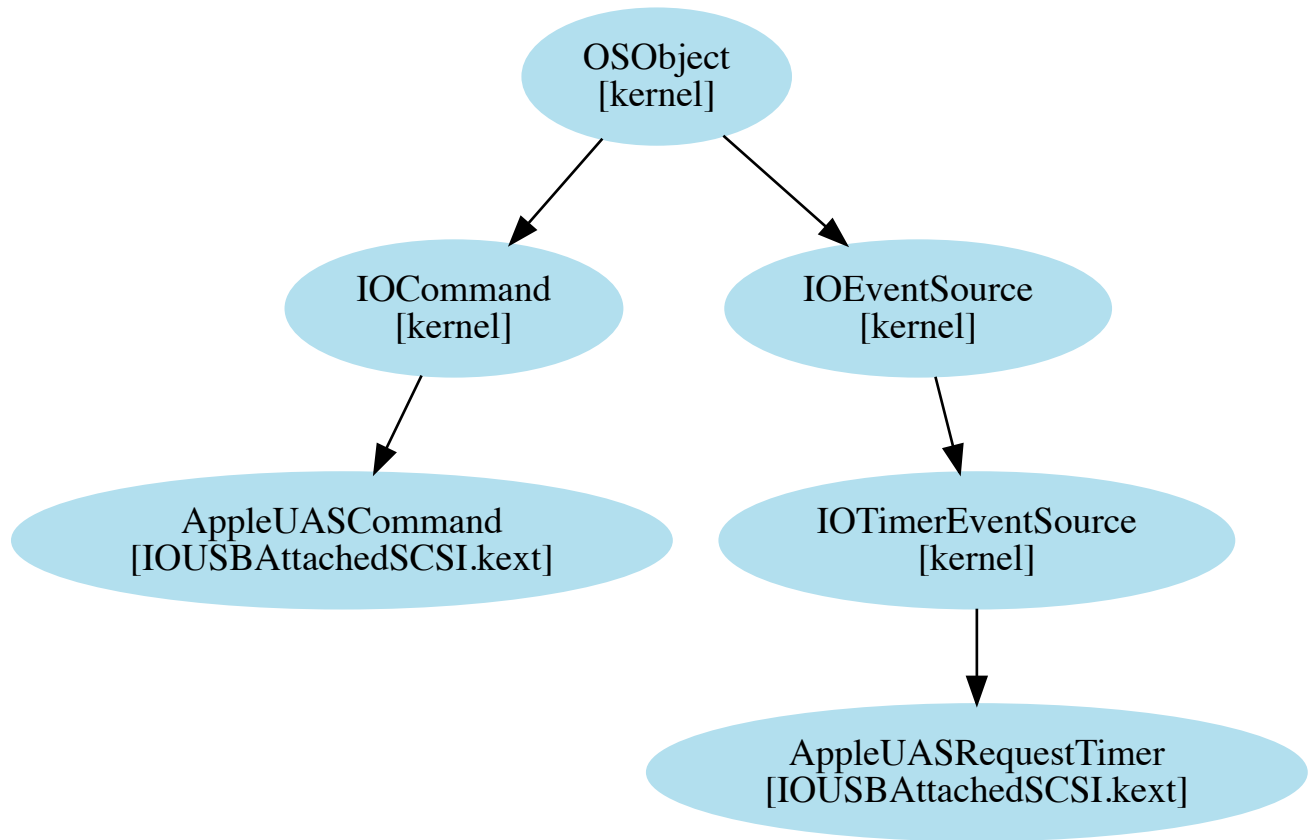 OSObject
[kernel]
IOCommand
[kernel]
IOEventSource
[kernel]
AppleUASCommand
[IOUSBAttachedSCSI.kext]
IOTimerEventSource
[kernel]
AppleUASRequestTimer
[IOUSBAttachedSCSI.kext]